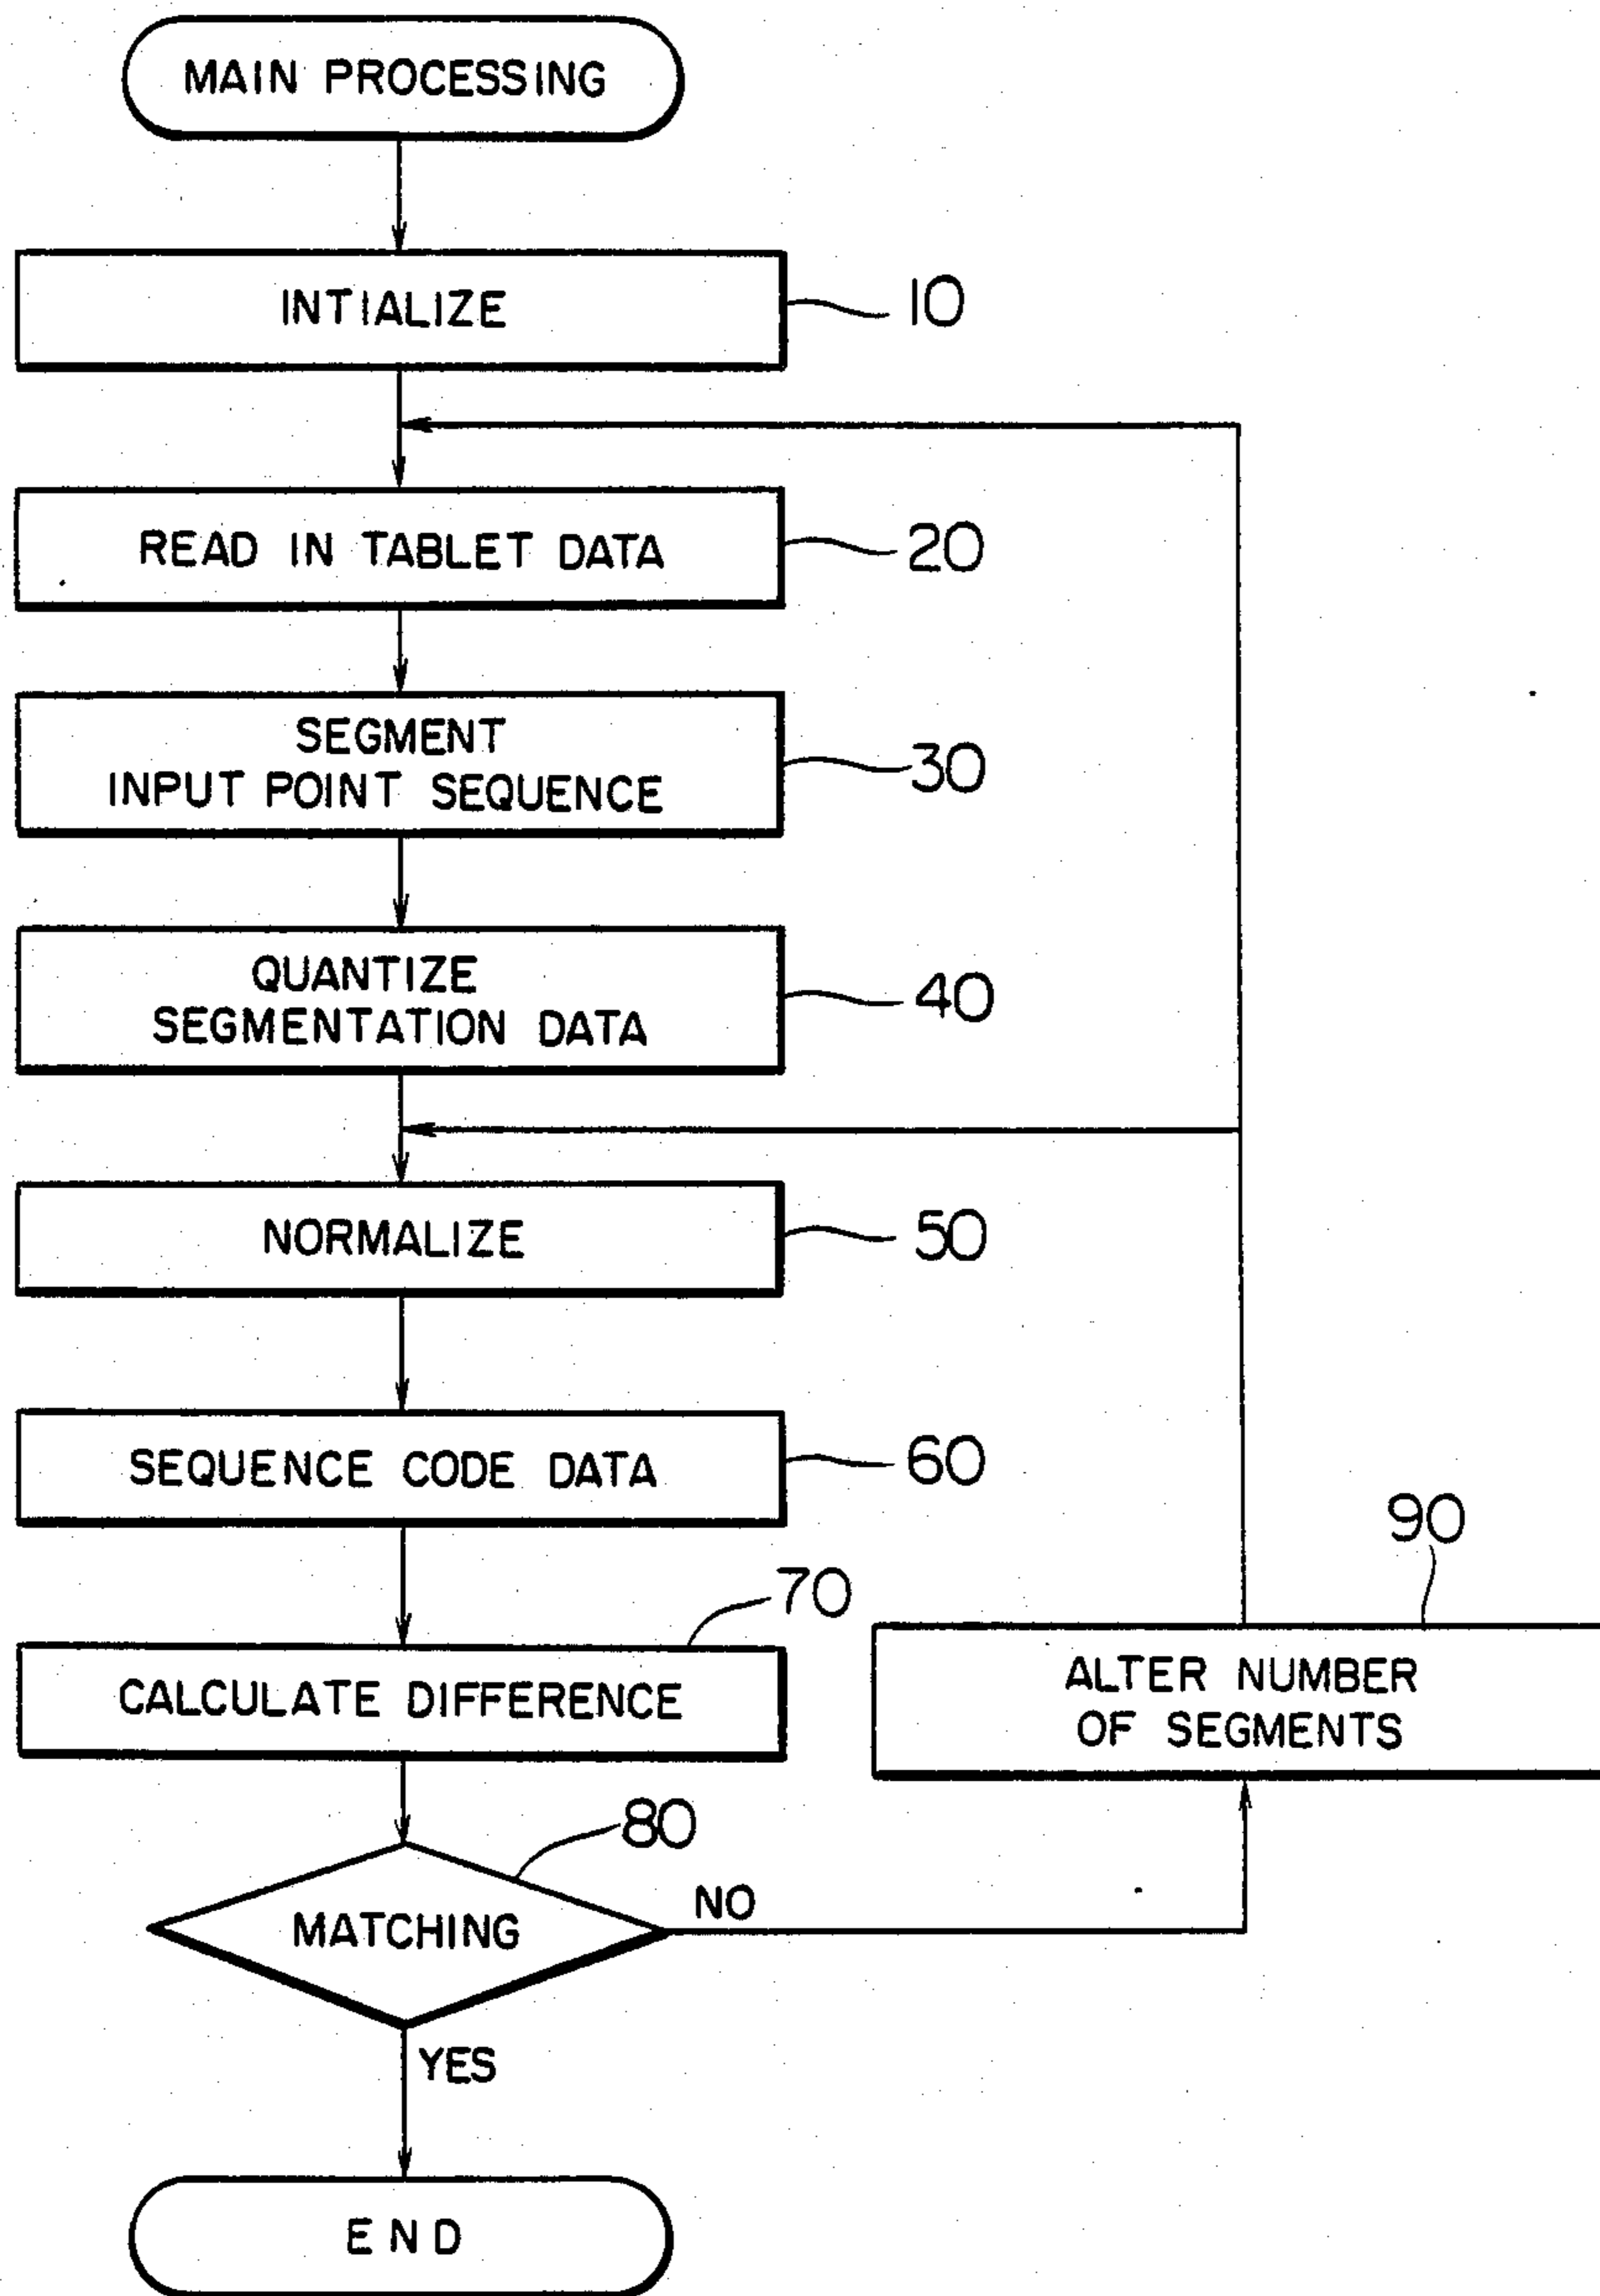 MAIN PROCESSING
INTIALIZE
10
READ IN TABLET DATA
20
SEGMENT
INPUT POINT SEQUENCE
30
QUANTIZE
SEGMENTATION DATA
40
NORMALIZE
50
SEQUENCE CODE DATA
60
CALCULATE DIFFERENCE
70
90
ALTER NUMBER
OF SEGMENTS
MATCHING
80
NO
YES
END